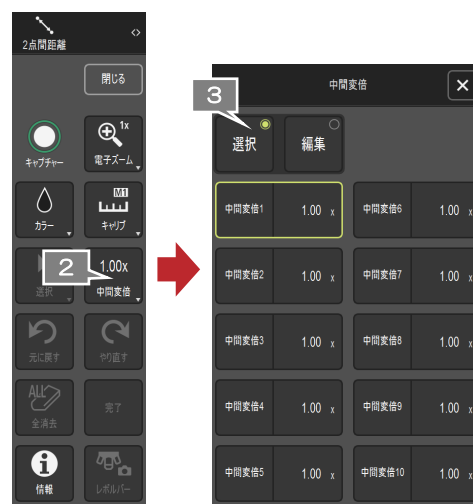 2点間距離
閉じる
キャプチャー
1x
電子ズーム
カラー
M1
キャリブ
選択
2
1.00x
中間変倍
元に戻す
やり直す
ALL
全消去
完了
情報
レボルバー
中間変倍
3
選択
編集
中間変倍1 1.00 x
中間変倍6 1.00 x
中間変倍2 1.00 x
中間変倍7 1.00 x
中間変倍3 1.00 x
中間変倍8 1.00 x
中間変倍4 1.00 x
中間変倍9 1.00 x
中間変倍5 1.00 x
中間変倍10 1.00 x